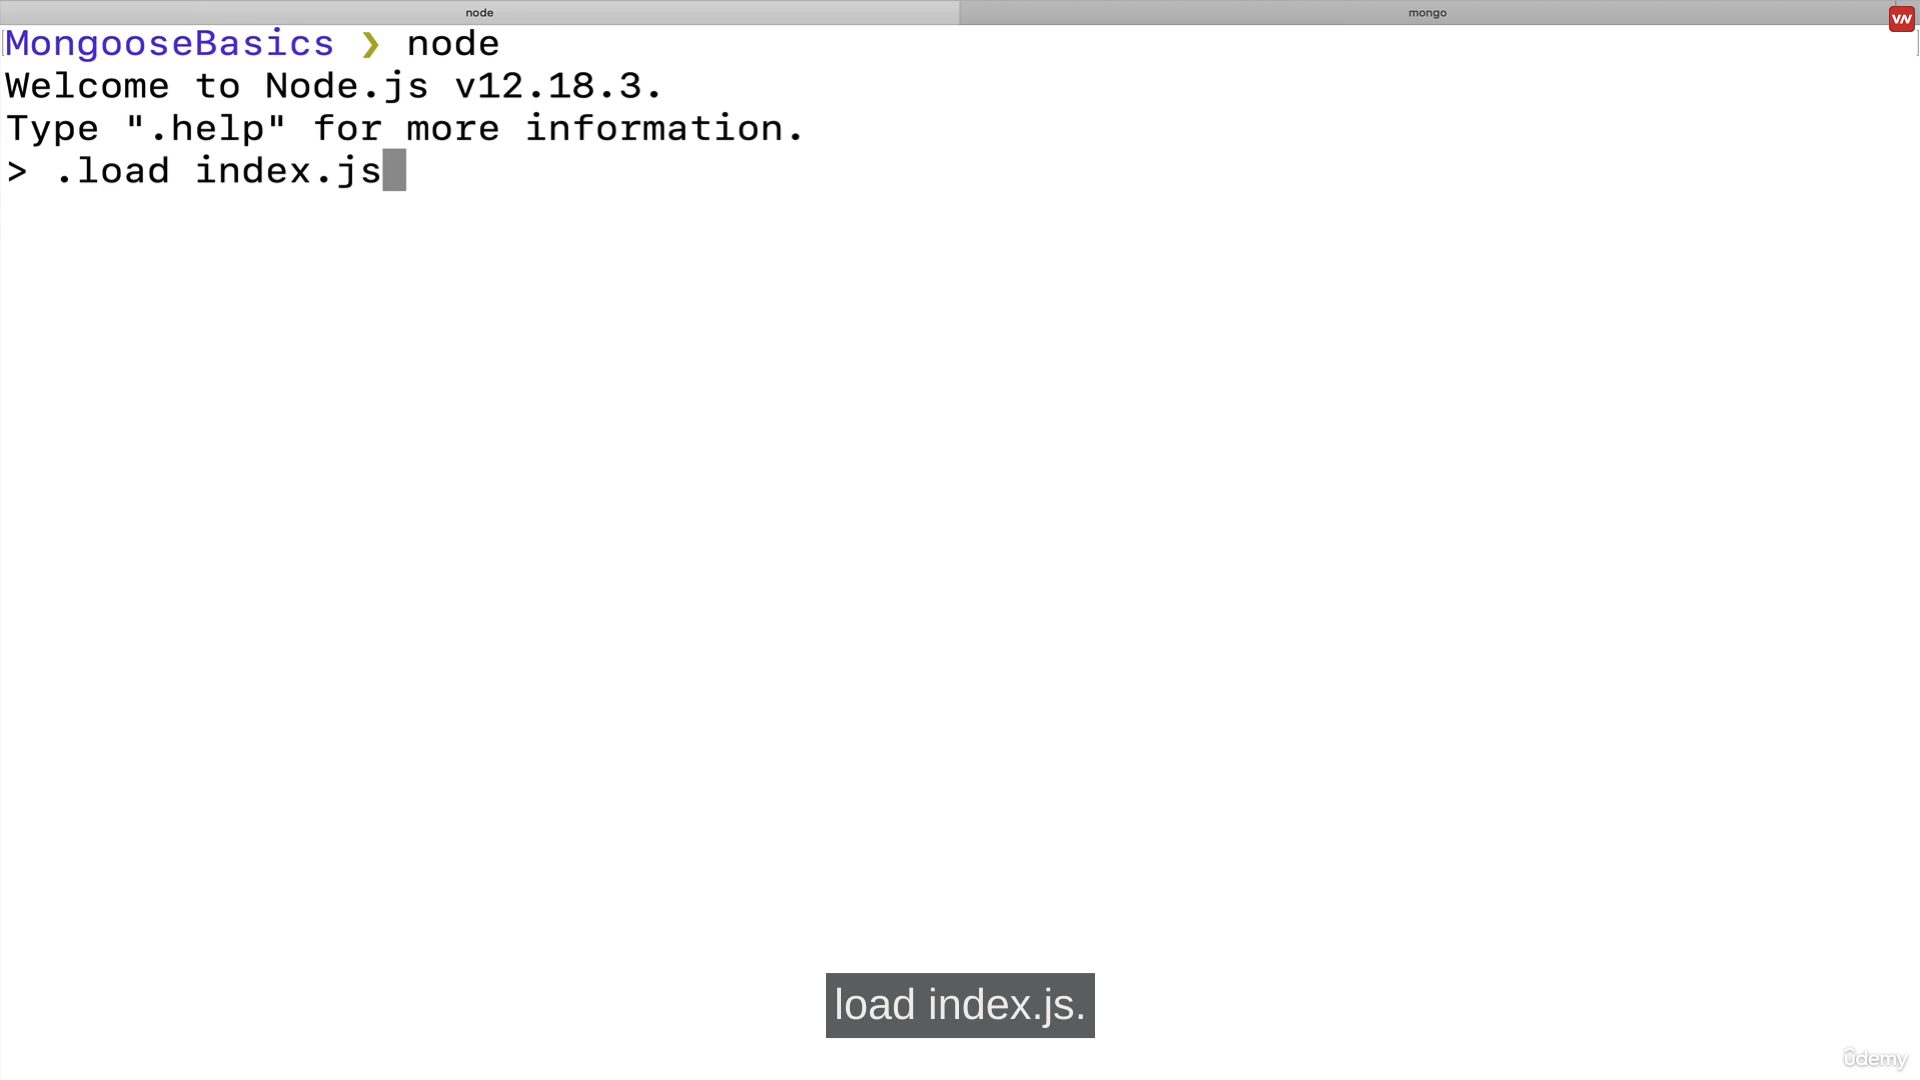 node
mongo
MongooseBasics ❯ node
Welcome to Node.js v12.18.3.
Type ".help" for more information.
> .load index.js
load index.js.
ûdemy